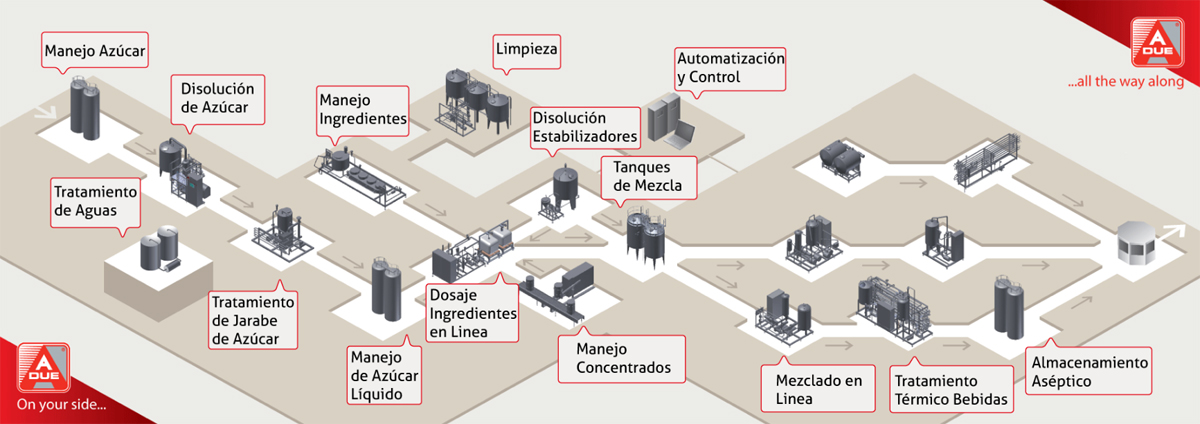 Manejo Azúcar
Disolución
de Azúcar
Manejo
Ingredientes
Limpieza
Automatización
y Control
Disolución
Estabilizadores
Tanques
de Mezcla
A
DUE
®
...all the way along
Tratamiento
de Aguas
Tratamiento
de Jarabe
de Azúcar
Manejo
de Azúcar
Líquido
Dosaje
Ingredientes
en Linea
Manejo
Concentrados
Mezclado en
Linea
Tratamiento
Térmico Bebidas
Almacenamiento
Aséptico
A
DUE
®
On your side...